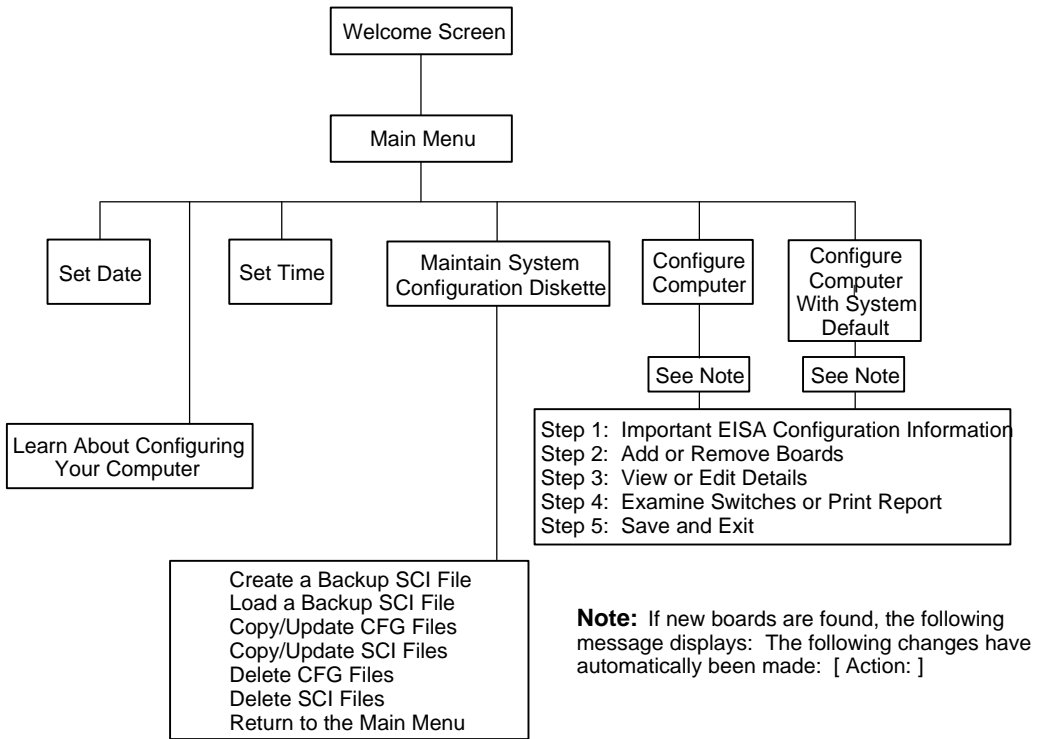 Welcome Screen
Main Menu
Set Date
Set Time
Maintain System
Configuration Diskette
Configure
Computer
Configure
Computer
With System
Default
See Note
See Note
Learn About Configuring
Your Computer
Step 1: Important EISA Configuration Information
Step 2: Add or Remove Boards
Step 3: View or Edit Details
Step 4: Examine Switches or Print Report
Step 5: Save and Exit
Create a Backup SCI File
Load a Backup SCI File
Copy/Update CFG Files
Copy/Update SCI Files
Delete CFG Files
Delete SCI Files
Return to the Main Menu
Note: If new boards are found, the following
message displays: The following changes have
automatically been made: [ Action: ]